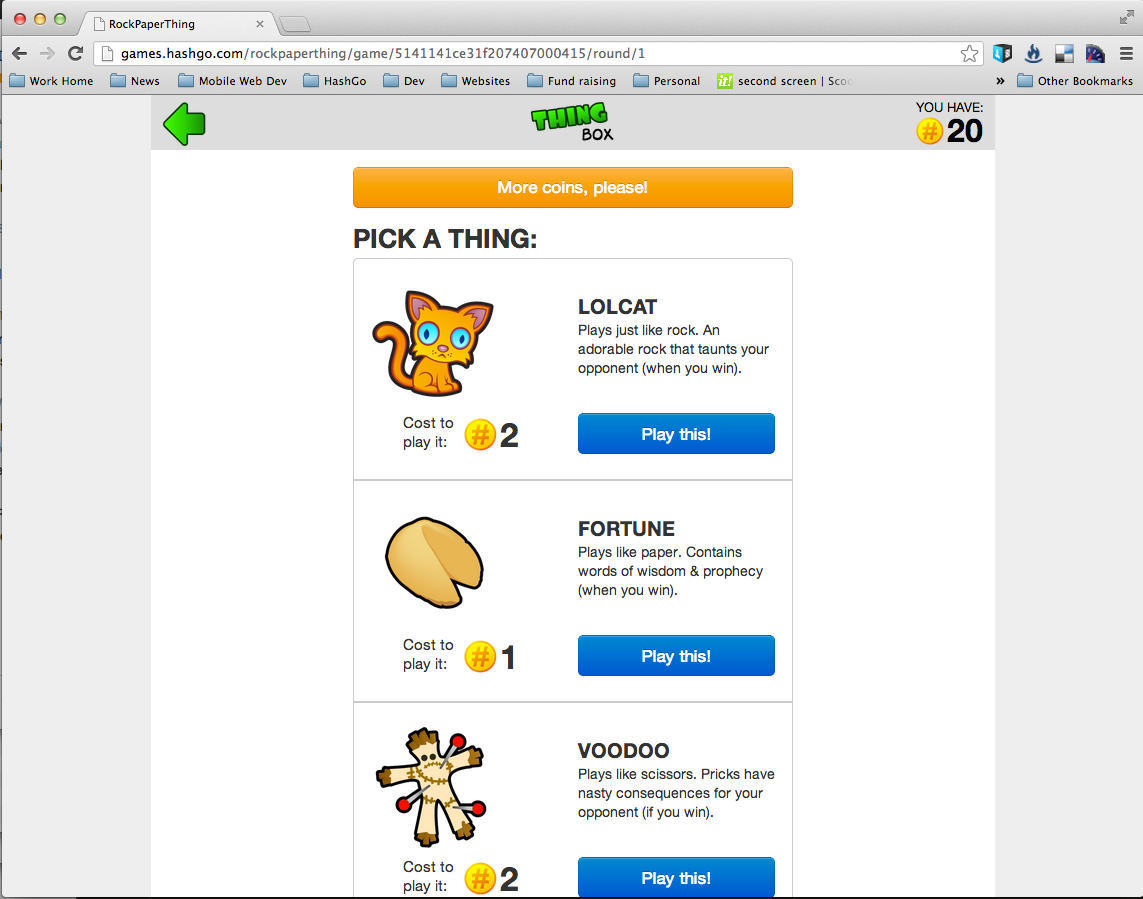 RockPaperThing
games.hashgo.com/rockpaperthing/game/5141141ce31f207407000415/round/1
Work Home News Mobile Web Dev HashGo Dev Websites Fund raising Personal it! second screen | Scoo » Other Bookmarks
THING
BOX
YOU HAVE:
# 20
More coins, please!
PICK A THING:
LOLCAT
Plays just like rock. An
adorable rock that taunts your
opponent (when you win).
Cost to
play it:
# 2
Play this!
FORTUNE
Plays like paper. Contains
words of wisdom & prophecy
(when you win).
Cost to
play it:
# 1
Play this!
VOODOO
Plays like scissors. Pricks have
nasty consequences for your
opponent (if you win).
Cost to
play it:
# 2
Play this!